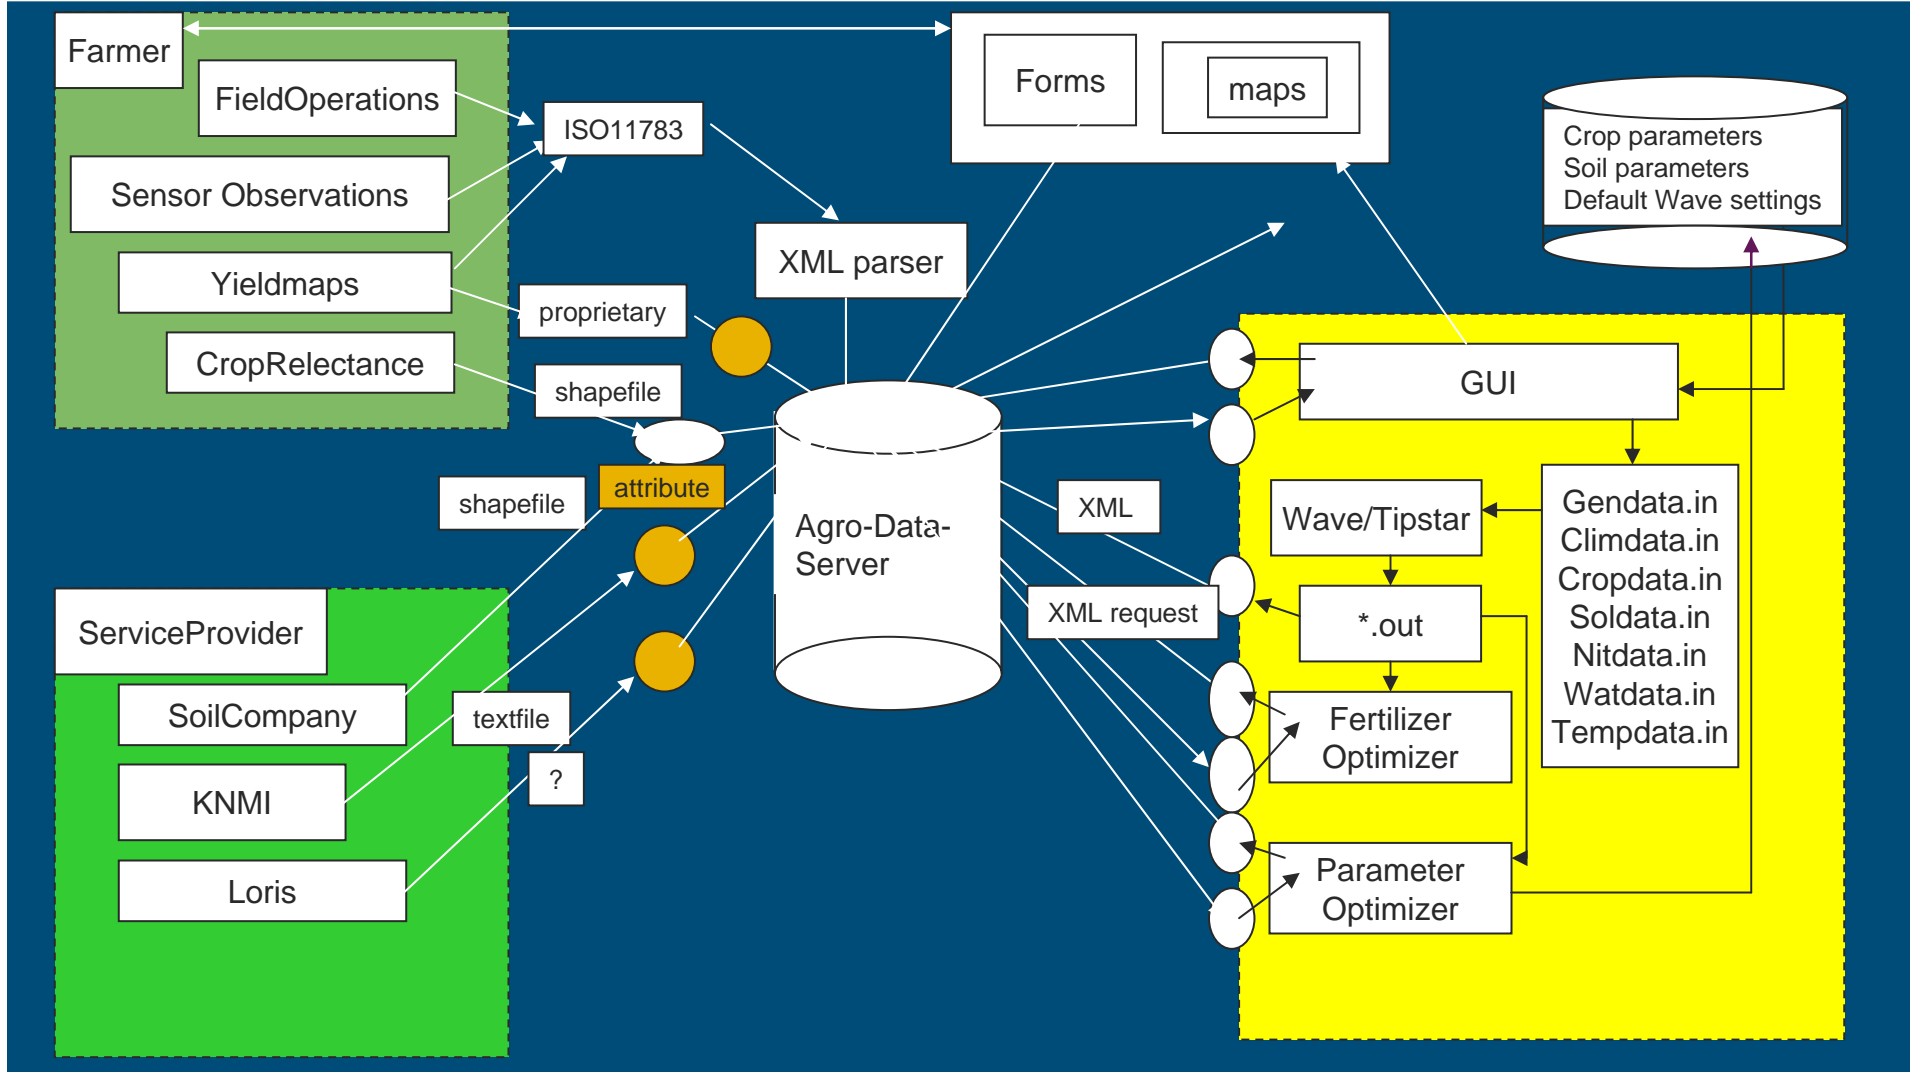 Farmer
FieldOperations
Sensor Observations
Yieldmaps
CropRelectance
ISO11783
XML parser
proprietary
shapefile
attribute
shapefile
Forms
maps
Crop parameters
Soil parameters
Default Wave settings
Agro-Data-
Server
XML
XML request
GUI
Wave/Tipstar
*.out
Fertilizer
Optimizer
Parameter
Optimizer
Gendata.in
Climdata.in
Cropdata.in
Soldata.in
Nitdata.in
Watdata.in
Tempdata.in
ServiceProvider
SoilCompany
KNMI
Loris
textfile
?